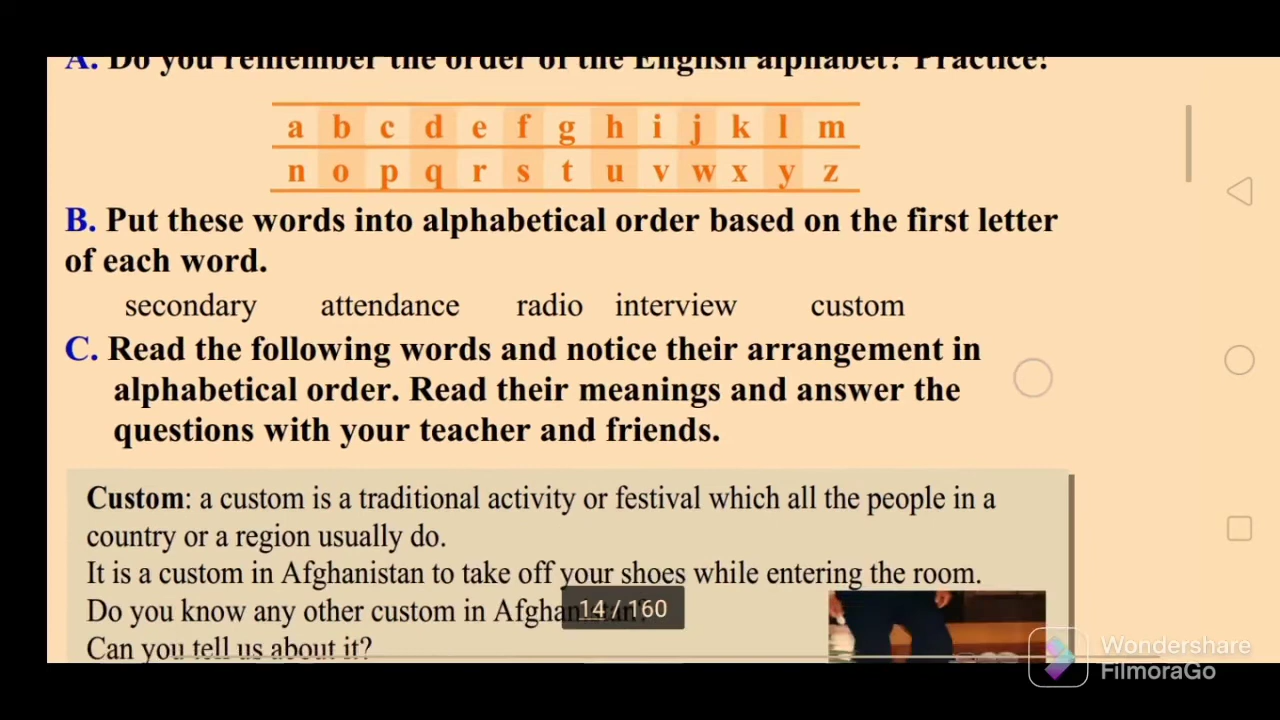 A. Do you remember the order of the English alphabet? Practice!
a b c d e f g h i j k l m
n o p q r s t u v w x y z
B. Put these words into alphabetical order based on the first letter
of each word.
secondary attendance radio interview custom
C. Read the following words and notice their arrangement in
alphabetical order. Read their meanings and answer the
questions with your teacher and friends.
Custom: a custom is a traditional activity or festival which all the people in a
country or a region usually do.
It is a custom in Afghanistan to take off your shoes while entering the room.
Do you know any other custom in Afghanistan?
14 / 160
Can you tell us about it?
Wondershare
FilmoraGo